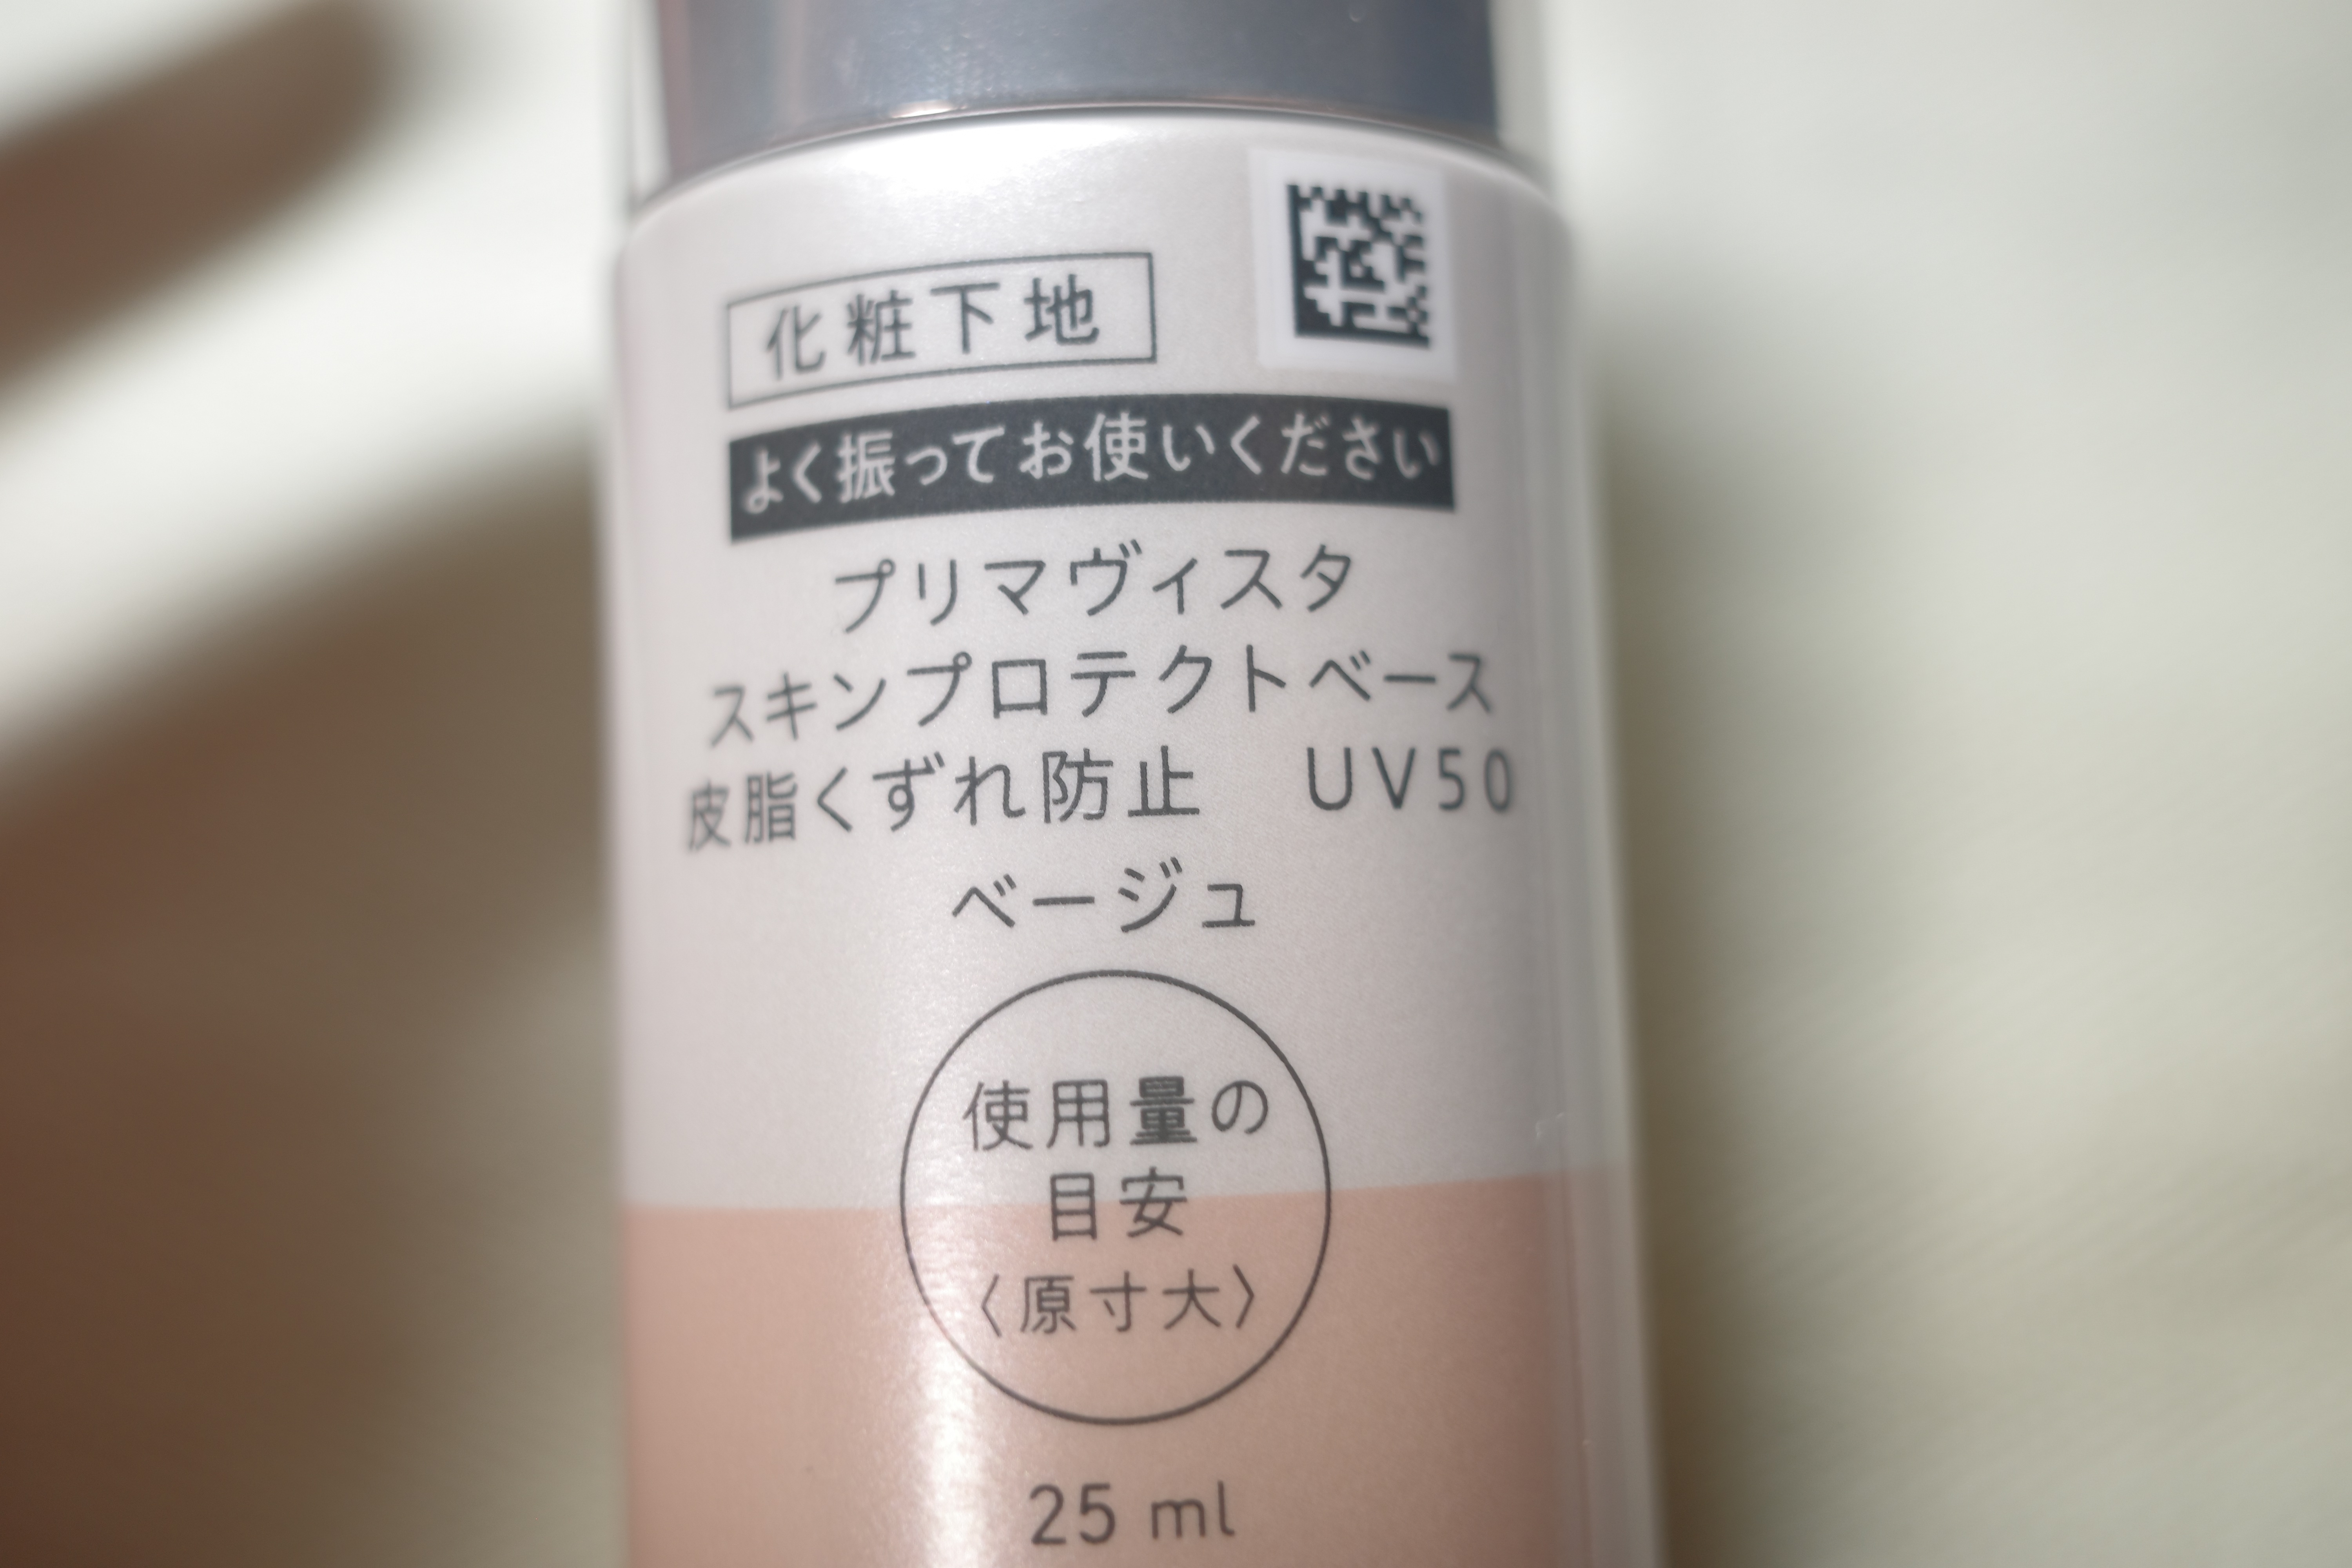 化粧下地
よく振ってお使いください
プリマヴィスタ
スキンプロテクトベース
皮脂くずれ防止　UV50
ベージュ
使用量の
目安
〈原寸大〉
25 ml